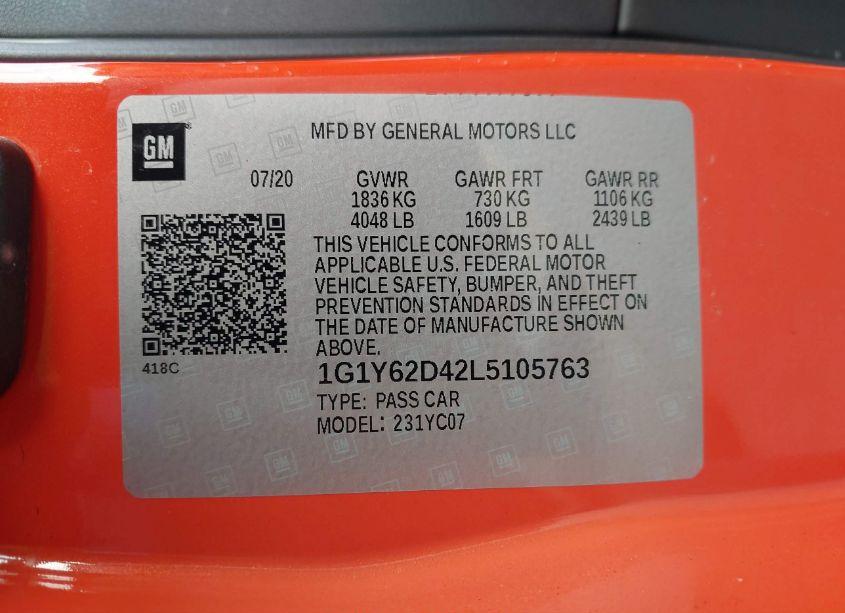 GM
MFD BY GENERAL MOTORS LLC
07/20 GVWR GAWR FRT GAWR RR
1836 KG 730 KG 1106 KG
4048 LB 1609 LB 2439 LB
THIS VEHICLE CONFORMS TO ALL
APPLICABLE U.S. FEDERAL MOTOR
VEHICLE SAFETY, BUMPER, AND THEFT
PREVENTION STANDARDS IN EFFECT ON
THE DATE OF MANUFACTURE SHOWN
ABOVE.
418C
1G1Y62D42L5105763
TYPE: PASS CAR
MODEL: 231YC07